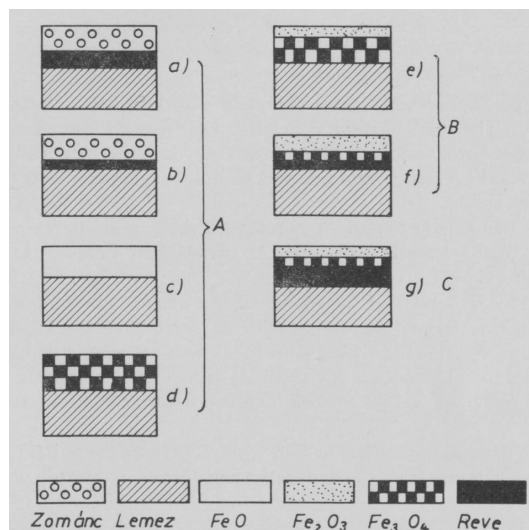 a)
b)
c)
d)
A
e)
f)
B
g) C
Zománc Lemez FeO Fe₂O₃ Fe₃O₄ Reve